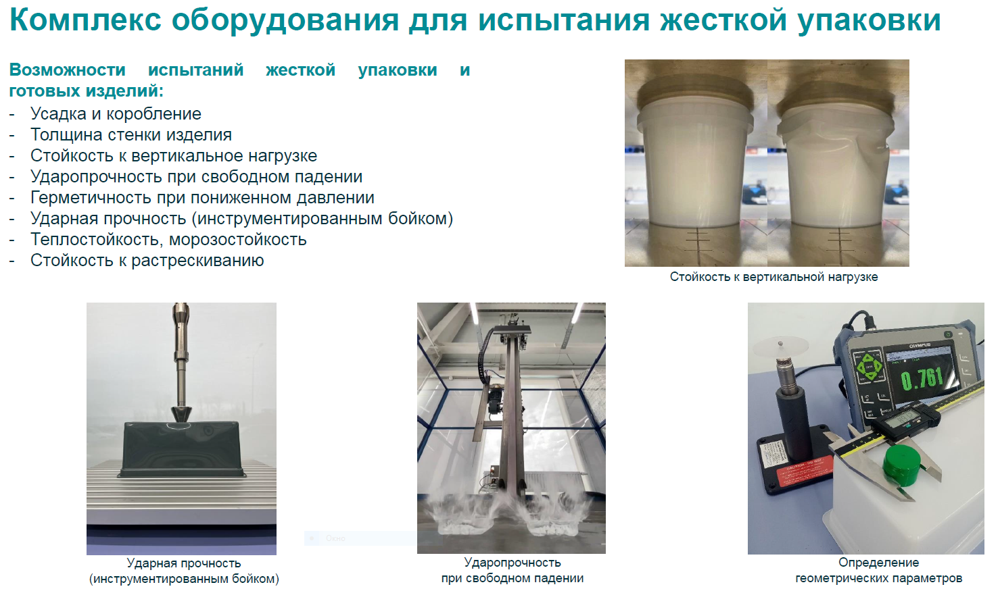 Комплекс оборудования для испытания жесткой упаковки
Возможности испытаний жесткой упаковки и
готовых изделий:
- Усадка и коробление
- Толщина стенки изделия
- Стойкость к вертикальное нагрузке
- Ударопрочность при свободном падении
- Герметичность при пониженном давлении
- Ударная прочность (инструментированным бойком)
- Теплостойкость, морозостойкость
- Стойкость к растрескиванию
Стойкость к вертикальной нагрузке
OLYMPUS
0.761
Окно
Ударная прочность
(инструментированным бойком)
Ударопрочность
при свободном падении
Определение
геометрических параметров